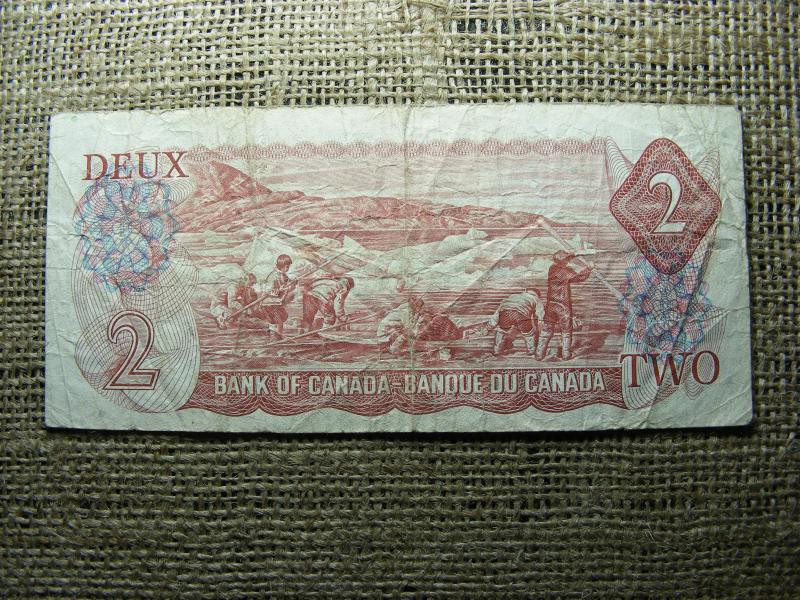 DEUX
2
2
BANK OF CANADA-BANQUE DU CANADA
TWO